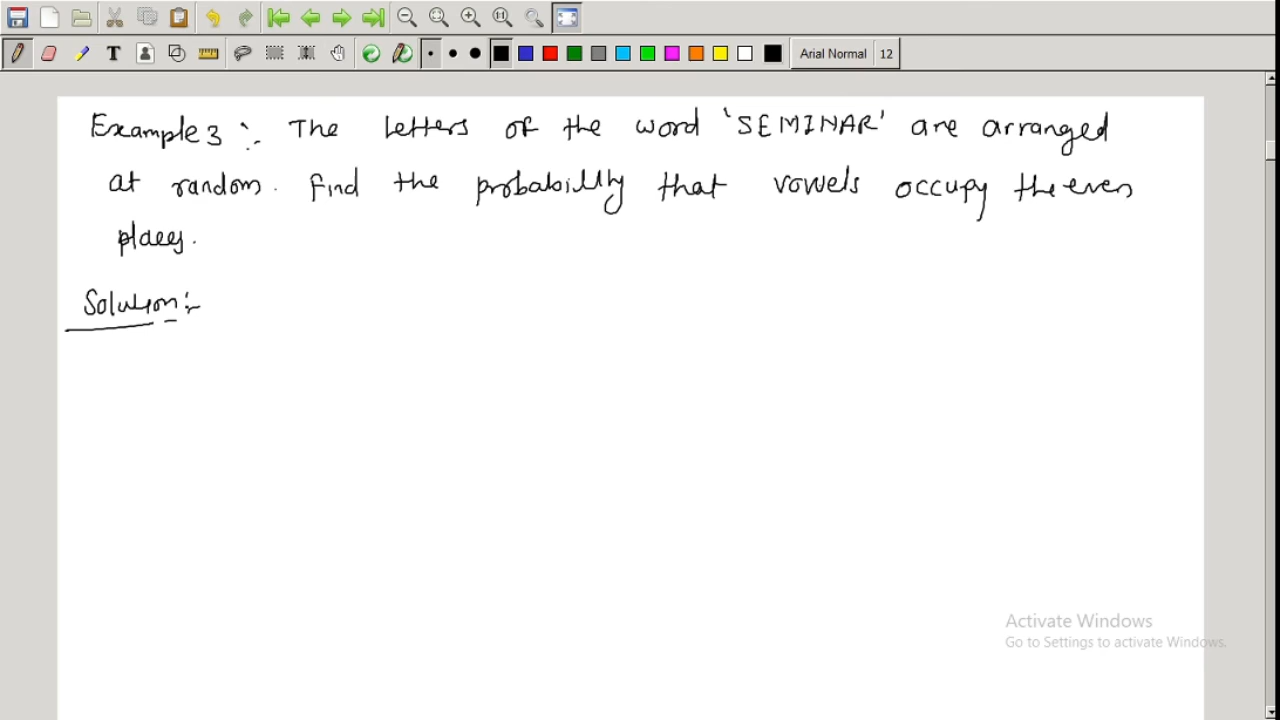 Arial Normal 12
Example 3 :- The letters of the word 'SEMINAR' are arranged
at random. Find the probability that vowels occupy the even
places.
Solution :-
Activate Windows
Go to Settings to activate Windows.